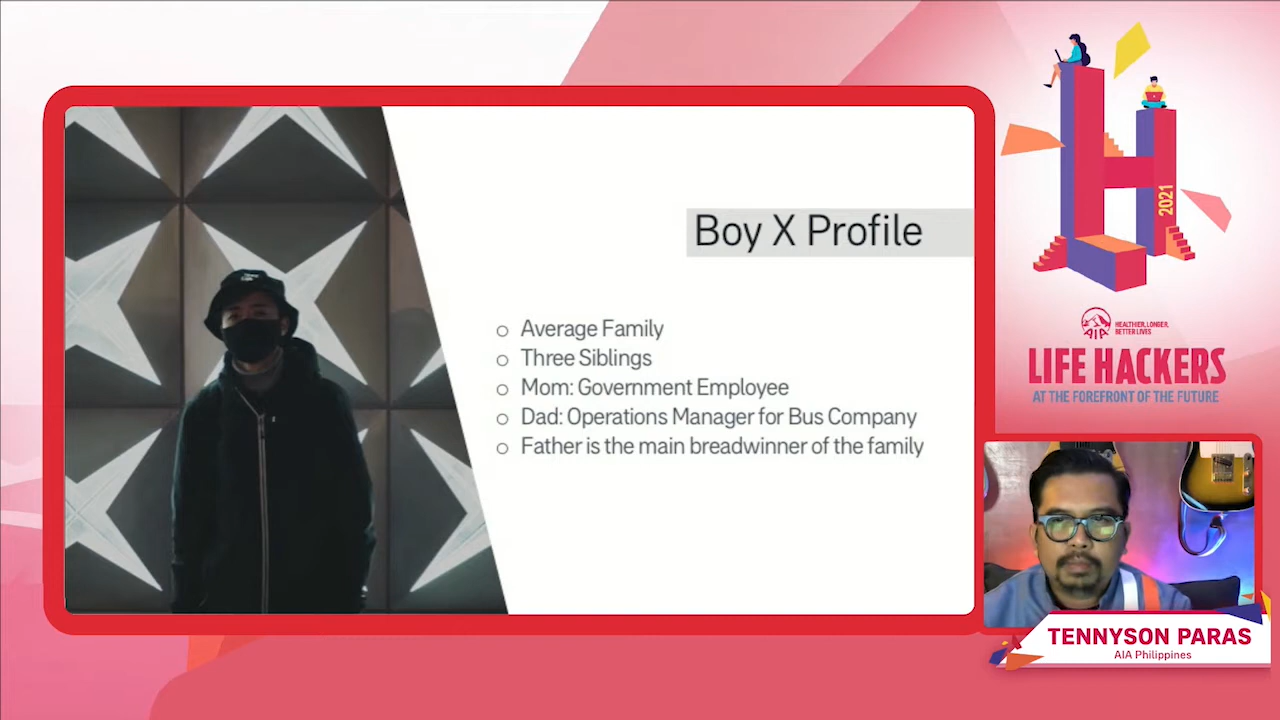 Boy X Profile
Average Family
Three Siblings
Mom: Government Employee
Dad: Operations Manager for Bus Company
Father is the main breadwinner of the family
2021
AIA
HEALTHIER, LONGER,
BETTER LIVES
LIFE HACKERS
AT THE FOREFRONT OF THE FUTURE
TENNYSON PARAS
AIA Philippines